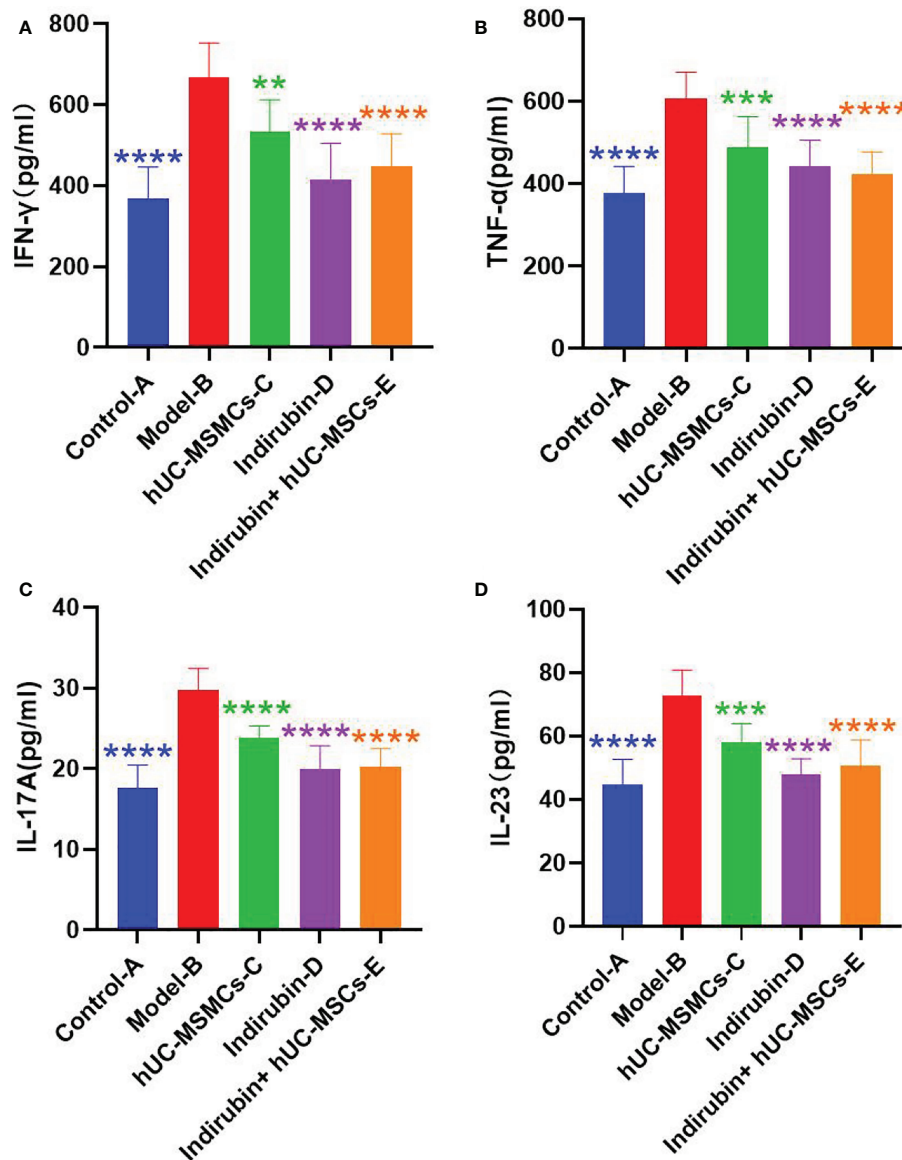 A
IFN-γ（pg/ml）
800
600
400
200
0
****
**
****
****
Control-A
Model-B
hUC-MSMCs-C
Indirubin-D
Indirubin+ hUC-MSCs-E
B
TNF-α(pg/ml)
800
600
400
200
0
****
***
****
****
Control-A
Model-B
hUC-MSMCs-C
Indirubin-D
Indirubin+ hUC-MSCs-E
C
IL-17A(pg/ml)
40
30
20
10
0
****
****
****
****
Control-A
Model-B
hUC-MSMCs-C
Indirubin-D
Indirubin+ hUC-MSCs-E
D
IL-23（pg/ml）
100
80
60
40
20
0
****
***
****
****
Control-A
Model-B
hUC-MSMCs-C
Indirubin-D
Indirubin+ hUC-MSCs-E